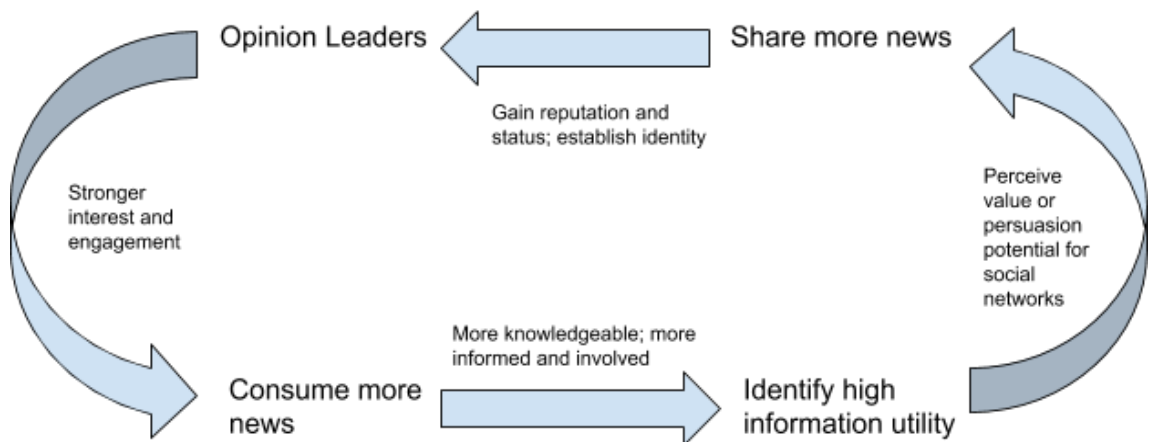 Opinion Leaders
Share more news
Gain reputation and
status; establish identity
Stronger
interest and
engagement
Perceive
value or
persuasion
potential for
social
networks
More knowledgeable; more
informed and involved
Consume more
news
Identify high
information utility